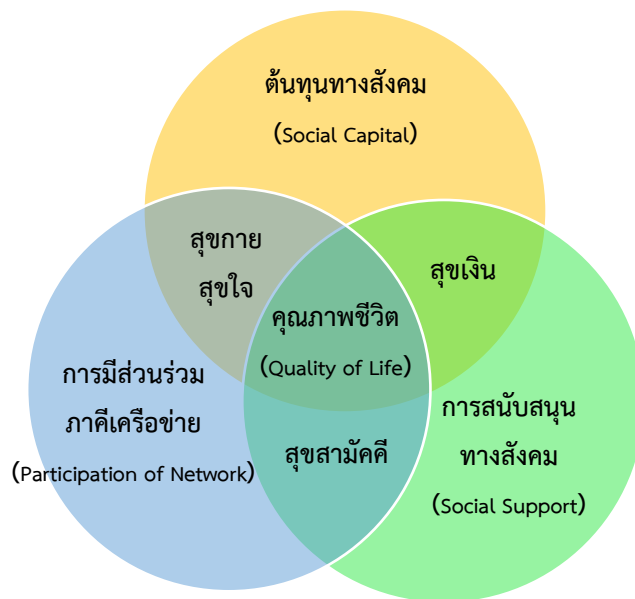 ต้นทุนทางสังคม
(Social Capital)
สุขกาย
สุขใจ
สุขเงิน
คุณภาพชีวิต
(Quality of Life)
การมีส่วนร่วม
ภาคีเครือข่าย
(Participation of Network)
การสนับสนุน
ทางสังคม
(Social Support)
สุขสามัคคี